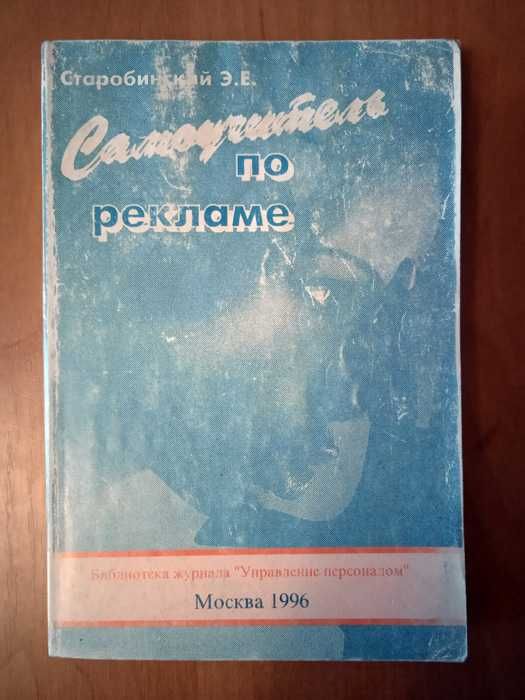 Старобинский Э.Е.
Самоучитель
по
рекламе
Библиотека журнала "Управление персоналом"
Москва 1996